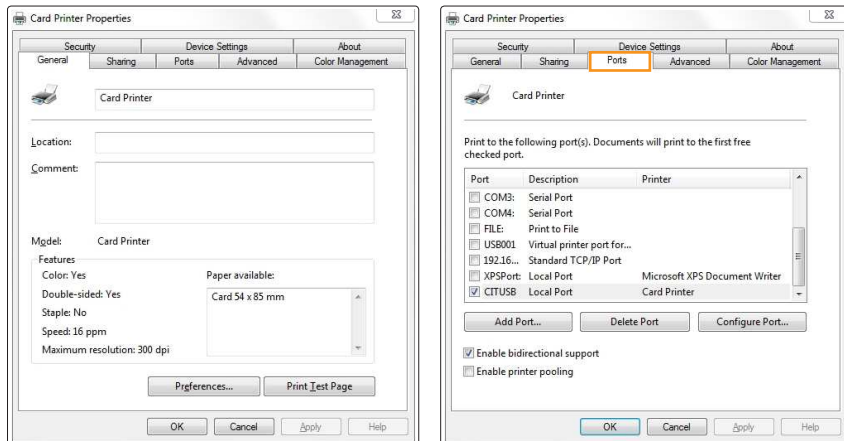 Card Printer Properties
Security Device Settings About
General Sharing Ports Advanced Color Management
Card Printer
Location:
Comment:
Model: Card Printer
Features
Color: Yes Paper available:
Double-sided: Yes Card 54 x 85 mm
Staple: No
Speed: 16 ppm
Maximum resolution: 300 dpi
Preferences... Print Test Page
OK Cancel Apply Help
Card Printer Properties
Security Device Settings About
General Sharing Ports Advanced Color Management
Card Printer
Print to the following port(s). Documents will print to the first free
checked port.
Port Description Printer
COM3: Serial Port
COM4: Serial Port
FILE: Print to File
USB001 Virtual printer port for...
192.16... Standard TCP/IP Port
XPSPort: Local Port Microsoft XPS Document Writer
CITUSB Local Port Card Printer
Add Port... Delete Port Configure Port...
Enable bidirectional support
Enable printer pooling
OK Cancel Apply Help